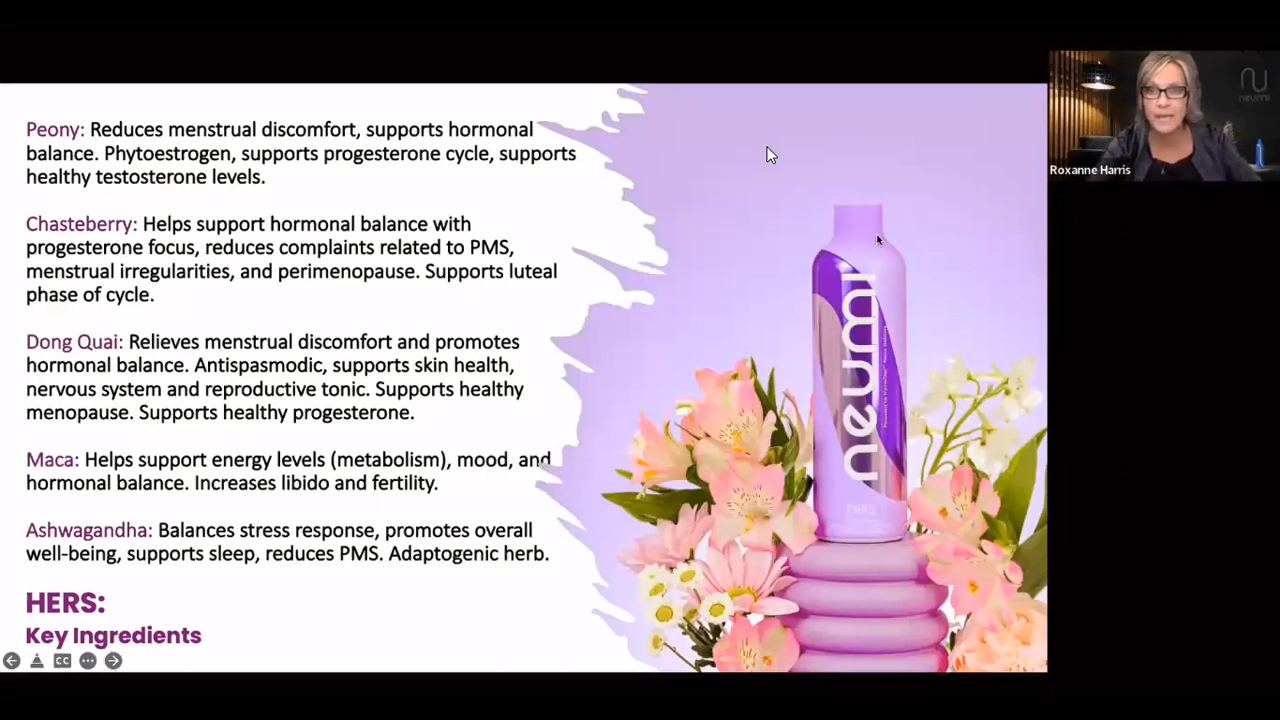 Peony: Reduces menstrual discomfort, supports hormonal
balance. Phytoestrogen, supports progesterone cycle, supports
healthy testosterone levels.
Chasteberry: Helps support hormonal balance with
progesterone focus, reduces complaints related to PMS,
menstrual irregularities, and perimenopause. Supports luteal
phase of cycle.
Dong Quai: Relieves menstrual discomfort and promotes
hormonal balance. Antispasmodic, supports skin health,
nervous system and reproductive tonic. Supports healthy
menopause. Supports healthy progesterone.
Maca: Helps support energy levels (metabolism), mood, and
hormonal balance. Increases libido and fertility.
Ashwagandha: Balances stress response, promotes overall
well-being, supports sleep, reduces PMS. Adaptogenic herb.
HERS:
Key Ingredients
CC
neumi
hers
neumi
Roxanne Harris